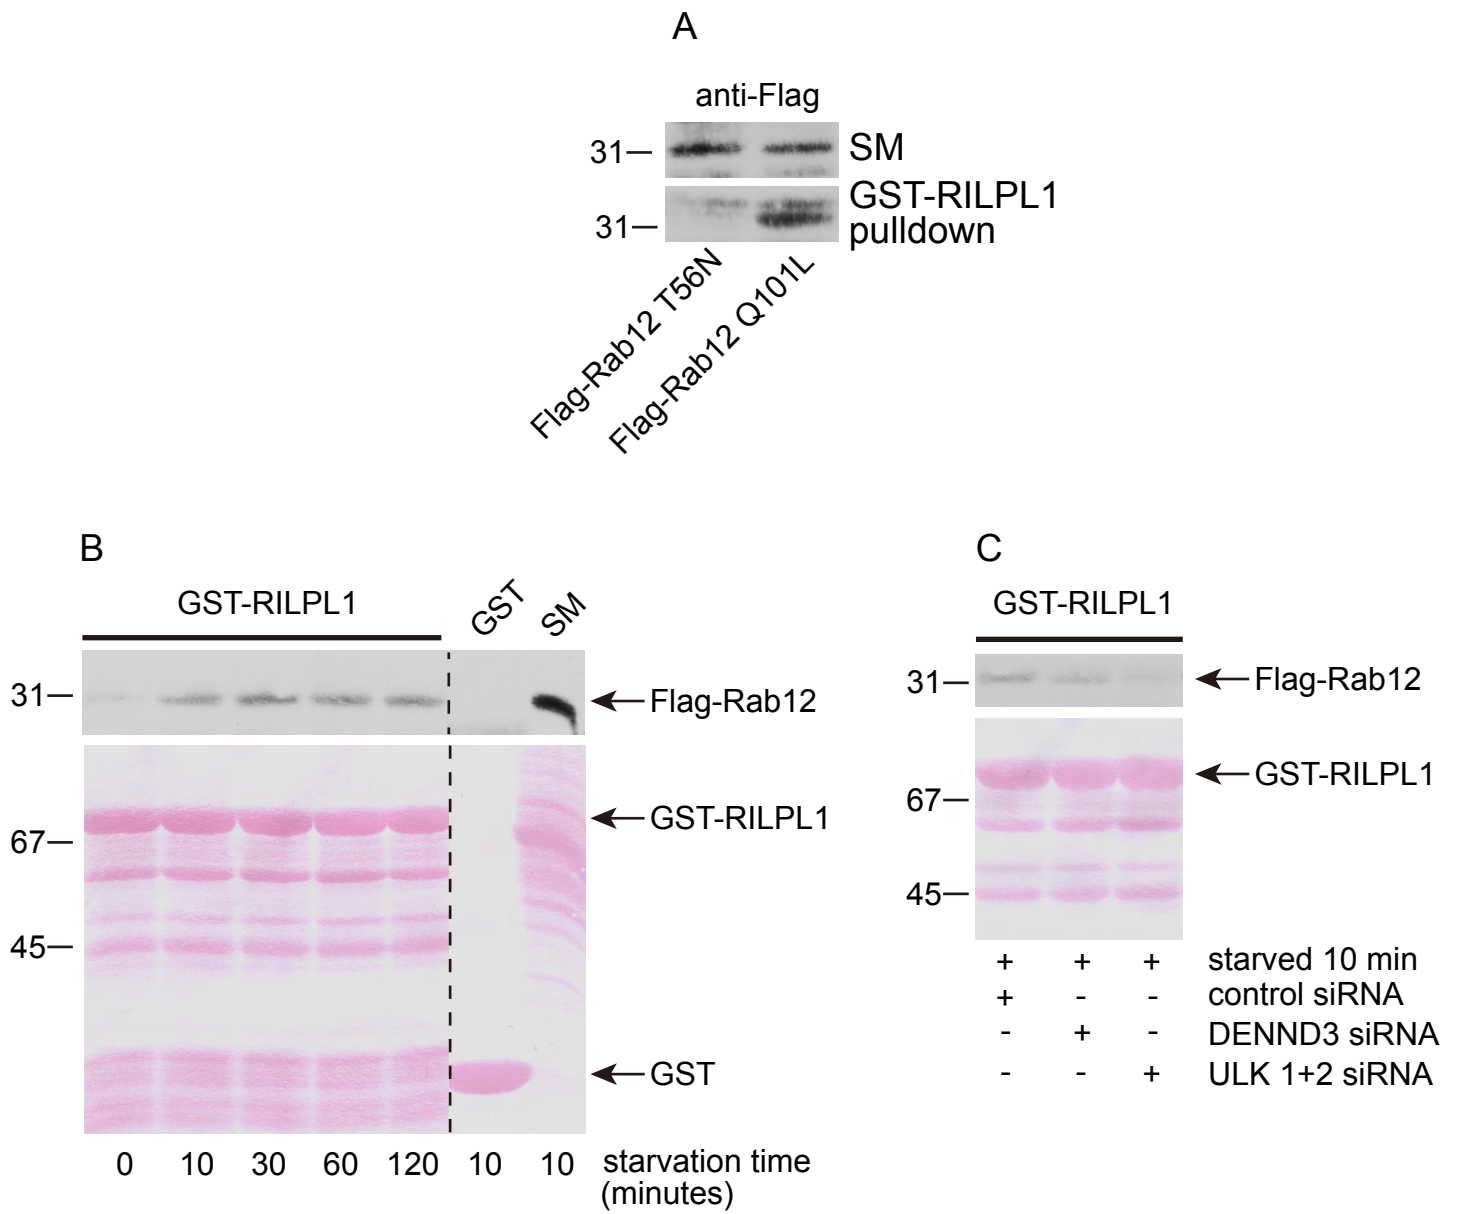 A
anti-Flag
31
SM
31
GST-RILPL1
pulldown
Flag-Rab12 T56N
Flag-Rab12 Q101L
B
GST-RILPL1
GST
SM
31
Flag-Rab12
GST-RILPL1
67
45
GST
0 10 30 60 120 10 10
starvation time
(minutes)
C
GST-RILPL1
31
Flag-Rab12
GST-RILPL1
67
45
+ + + starved 10 min
+ - - control siRNA
- + - DENND3 siRNA
- - + ULK 1+2 siRNA